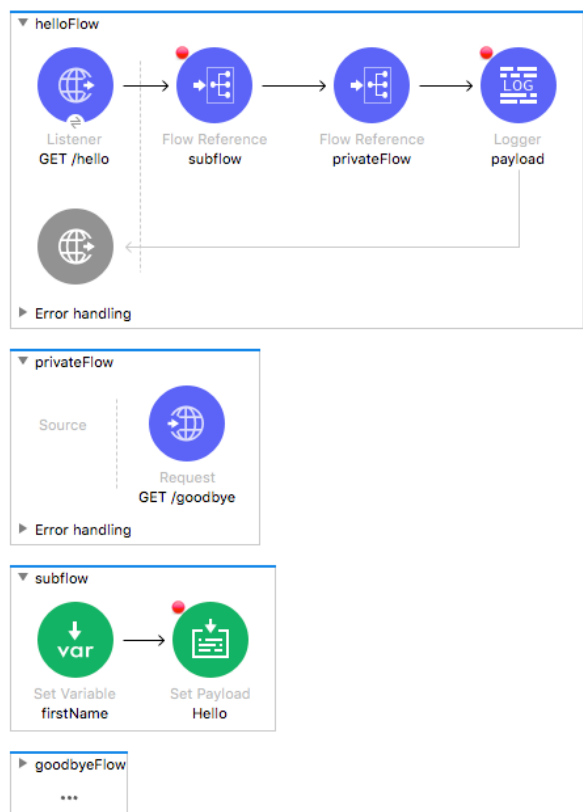 helloFlow
Listener
GET /hello
Flow Reference
subflow
Flow Reference
privateFlow
LOG
Logger
payload
Error handling
privateFlow
Source
Request
GET /goodbye
Error handling
subflow
var
Set Variable
firstName
Set Payload
Hello
goodbyeFlow
...